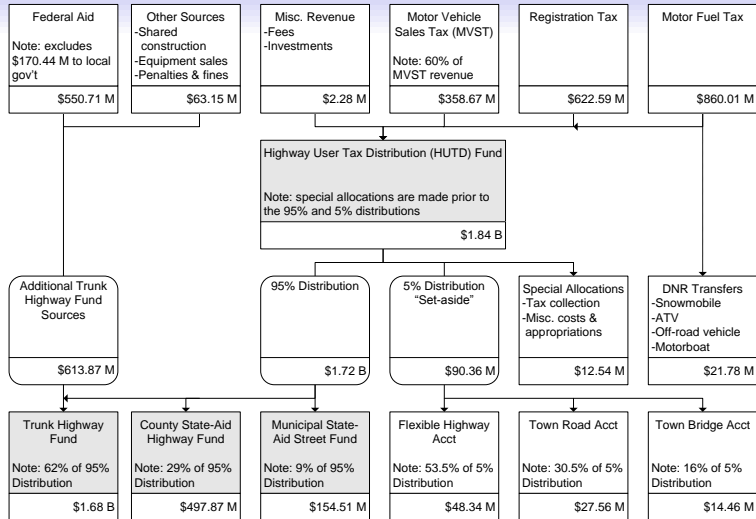 Federal Aid
Note: excludes
$170.44 M to local
gov't
$550.71 M
Other Sources
-Shared
construction
-Equipment sales
-Penalties & fines
$63.15 M
Misc. Revenue
-Fees
-Investments
$2.28 M
Motor Vehicle
Sales Tax (MVST)
Note: 60% of
MVST revenue
$358.67 M
Registration Tax
$622.59 M
Motor Fuel Tax
$860.01 M
Highway User Tax Distribution (HUTD) Fund
Note: special allocations are made prior to
the 95% and 5% distributions
$1.84 B
Additional Trunk
Highway Fund
Sources
$613.87 M
95% Distribution
$1.72 B
5% Distribution
“Set-aside”
$90.36 M
Special Allocations
-Tax collection
-Misc. costs &
appropriations
$12.54 M
DNR Transfers
-Snowmobile
-ATV
-Off-road vehicle
-Motorboat
$21.78 M
Trunk Highway
Fund
Note: 62% of 95%
Distribution
$1.68 B
County State-Aid
Highway Fund
Note: 29% of 95%
Distribution
$497.87 M
Municipal State-
Aid Street Fund
Note: 9% of 95%
Distribution
$154.51 M
Flexible Highway
Acct
Note: 53.5% of 5%
Distribution
$48.34 M
Town Road Acct
Note: 30.5% of 5%
Distribution
$27.56 M
Town Bridge Acct
Note: 16% of 5%
Distribution
$14.46 M